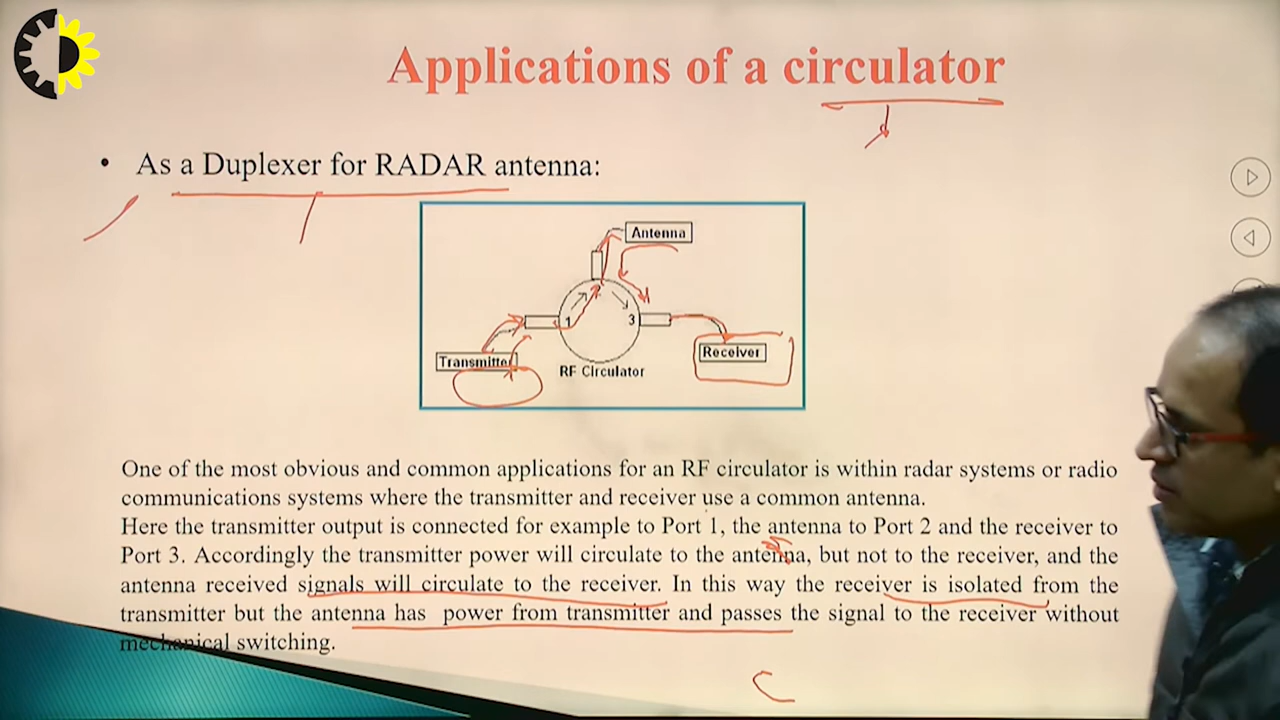 Applications of a circulator
• As a Duplexer for RADAR antenna:
Antenna
1
3
Transmitter
Receiver
RF Circulator
One of the most obvious and common applications for an RF circulator is within radar systems or radio
communications systems where the transmitter and receiver use a common antenna.
Here the transmitter output is connected for example to Port 1, the antenna to Port 2 and the receiver to
Port 3. Accordingly the transmitter power will circulate to the antenna, but not to the receiver, and the
antenna received signals will circulate to the receiver. In this way the receiver is isolated from the
transmitter but the antenna has power from transmitter and passes the signal to the receiver without
mechanical switching.